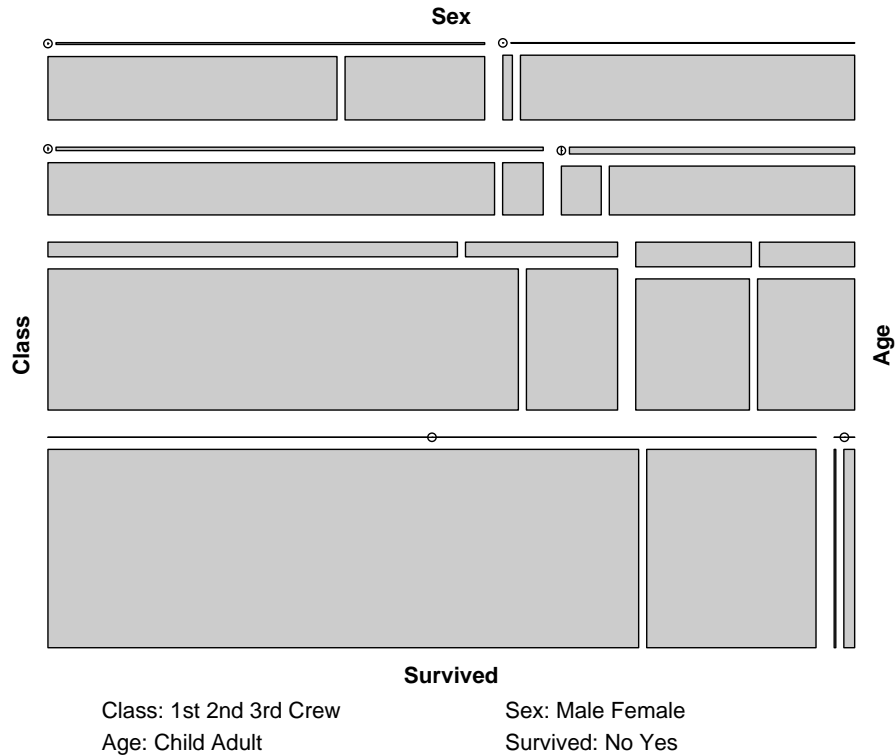 Sex
Class
Age
Survived
Class: 1st 2nd 3rd Crew
Sex: Male Female
Age: Child Adult
Survived: No Yes